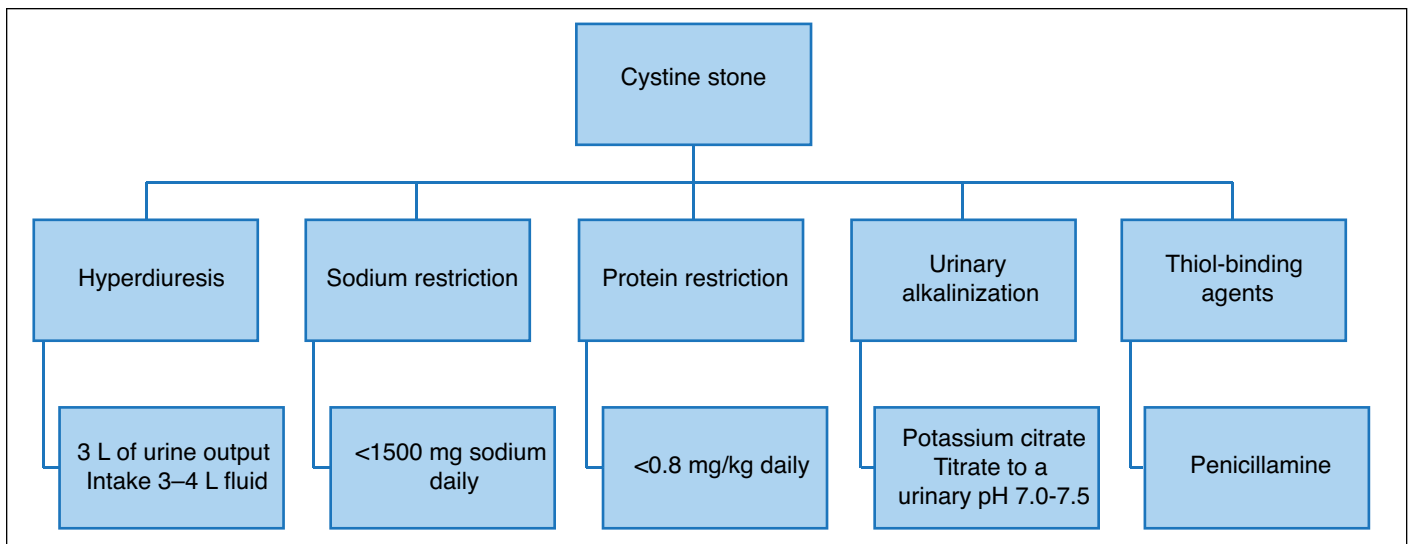 Cystine stone
Hyperdiuresis
Sodium restriction
Protein restriction
Urinary
alkalinization
Thiol-binding
agents
3 L of urine output
Intake 3–4 L fluid
<1500 mg sodium
daily
<0.8 mg/kg daily
Potassium citrate
Titrate to a
urinary pH 7.0-7.5
Penicillamine